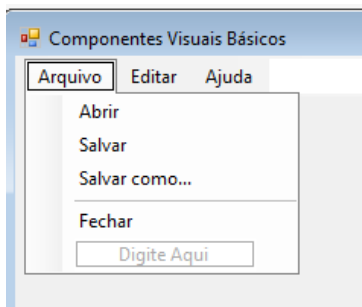 Componentes Visuais Básicos
Arquivo Editar Ajuda
Abrir
Salvar
Salvar como...
Fechar
Digite Aqui